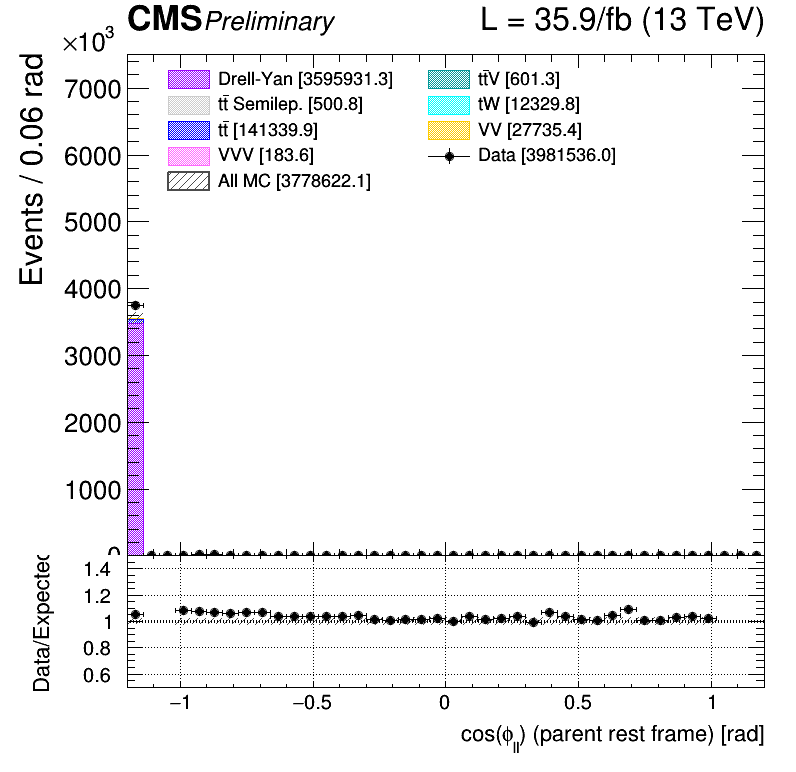 CMS Preliminary L = 35.9/fb (13 TeV)
×10³
Events / 0.06 rad
7000
6000
5000
4000
3000
2000
1000
0
Drell-Yan [3595931.3]
tt̄ Semilep. [500.8]
tt̄ [141339.9]
VVV [183.6]
All MC [3778622.1]
tt̄V [601.3]
tW [12329.8]
VV [27735.4]
Data [3981536.0]
Data/Expected
1.4
1.2
1
0.8
0.6
−1 −0.5 0 0.5 1
cos(ϕ_ll) (parent rest frame) [rad]